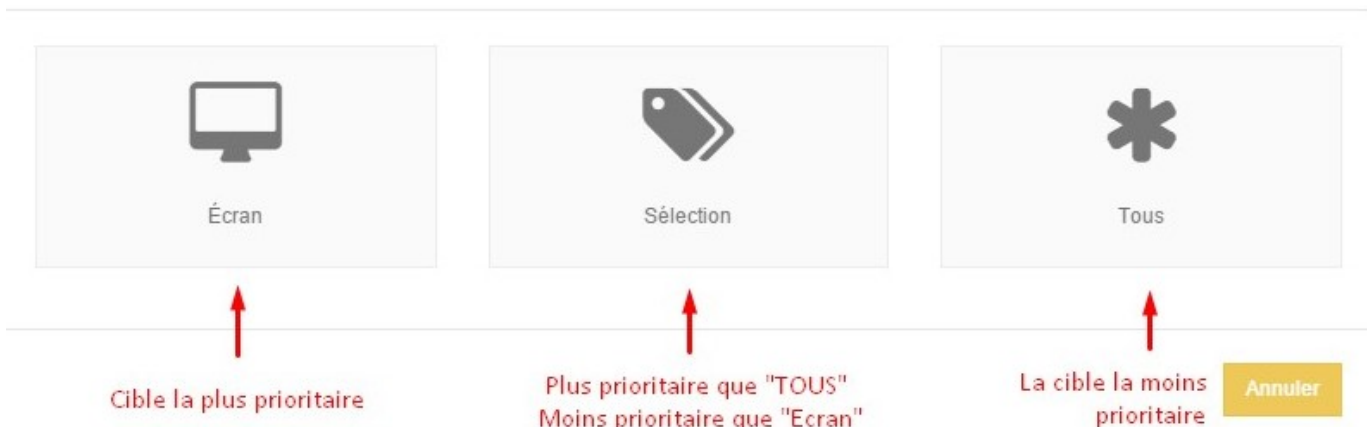 Écran
Sélection
Tous
Cible la plus prioritaire
Plus prioritaire que "TOUS"
Moins prioritaire que "Ecran"
La cible la moins
prioritaire
Annuler